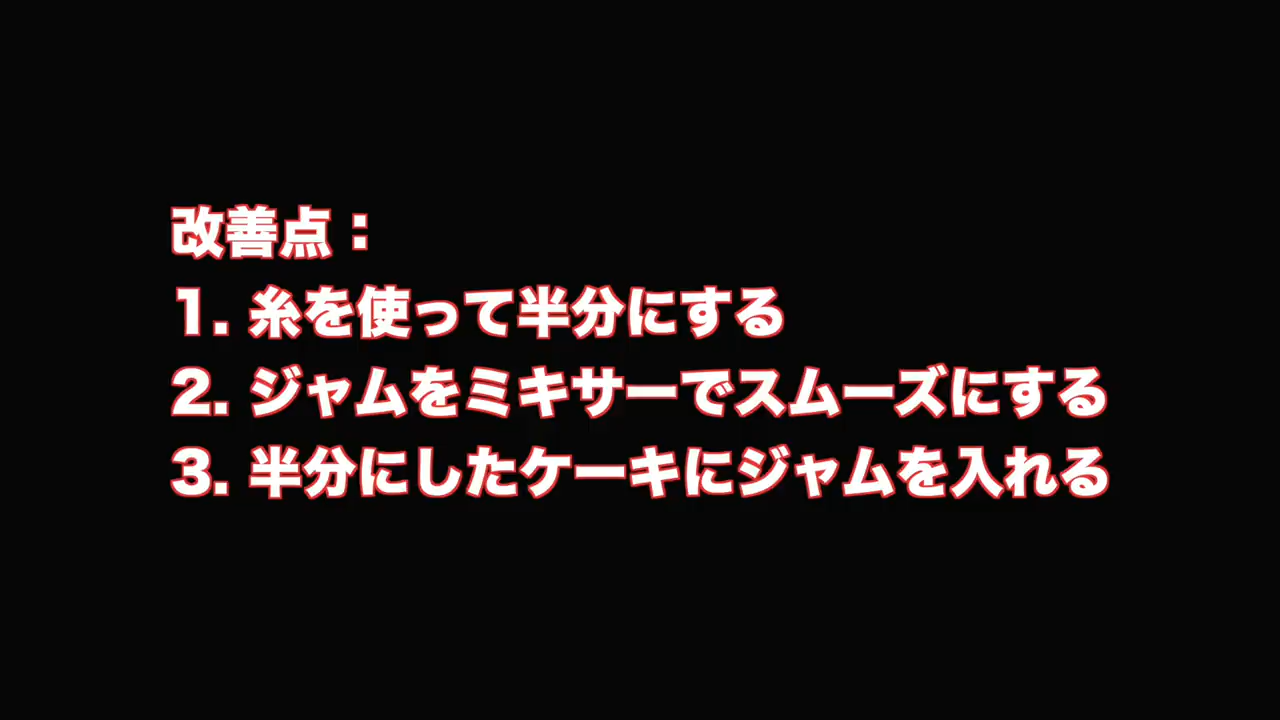 改善点：
1. 糸を使って半分にする
2. ジャムをミキサーでスムーズにする
3. 半分にしたケーキにジャムを入れる